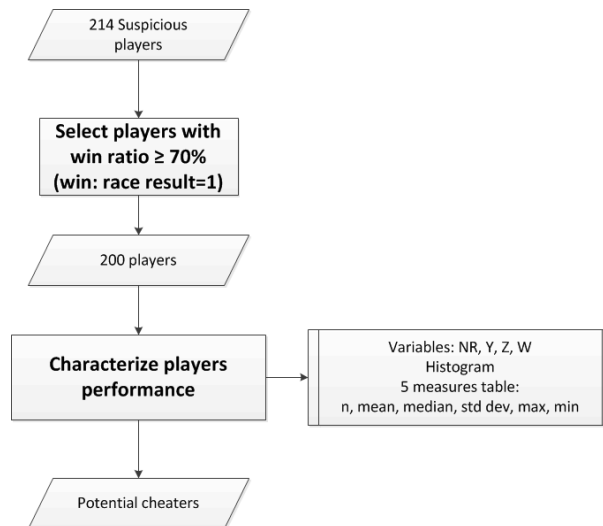 214 Suspicious
players
Select players with
win ratio ≥ 70%
(win: race result=1)
200 players
Characterize players
performance
Variables: NR, Y, Z, W
Histogram
5 measures table:
n, mean, median, std dev, max, min
Potential cheaters